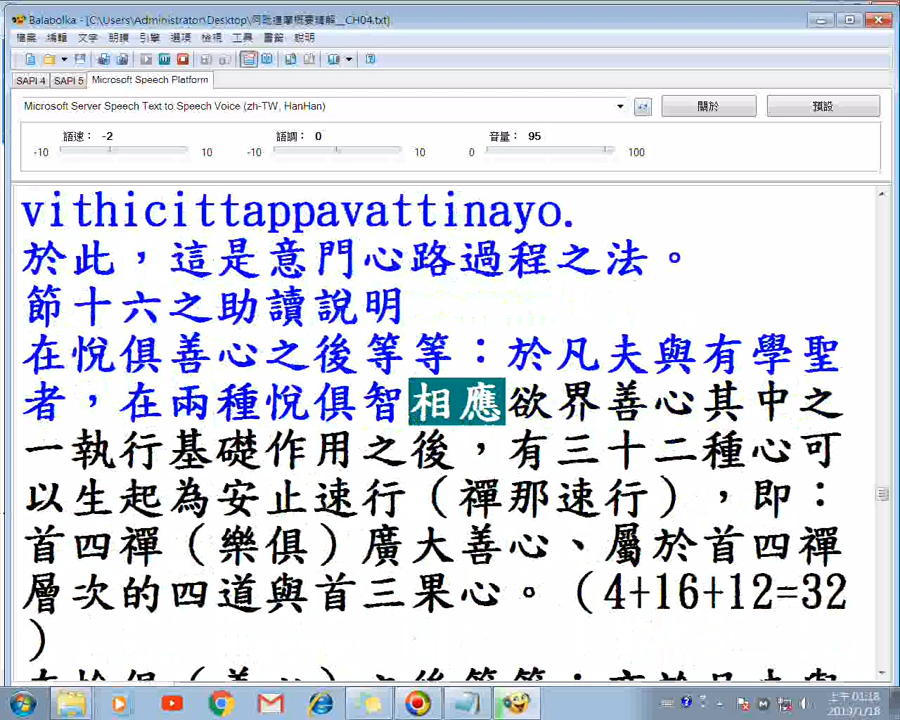 Balabolka - [C:\Users\Administraton\Desktop\阿毗達摩概要精解__CH04.txt]
檔案 編輯 文字 朗讀 引擎 選項 檢視 工具 書籤 說明
SAPI 4 SAPI 5 Microsoft Speech Platform
Microsoft Server Speech Text to Speech Voice (zh-TW, HanHan) 關於 預設
語速： -2 語調： 0 音量： 95
-10 10 -10 10 0 100
vithicittappavattinayo.
於此，這是意門心路過程之法。
節十六之助讀說明
在悅俱善心之後等等：於凡夫與有學聖
者，在兩種悅俱智相應欲界善心其中之
一執行基礎作用之後，有三十二種心可
以生起為安止速行（禪那速行），即：
首四禪（樂俱）廣大善心、屬於首四禪
層次的四道與首三果心。（4+16+12=32
）
上午 01:18
2019/1/18